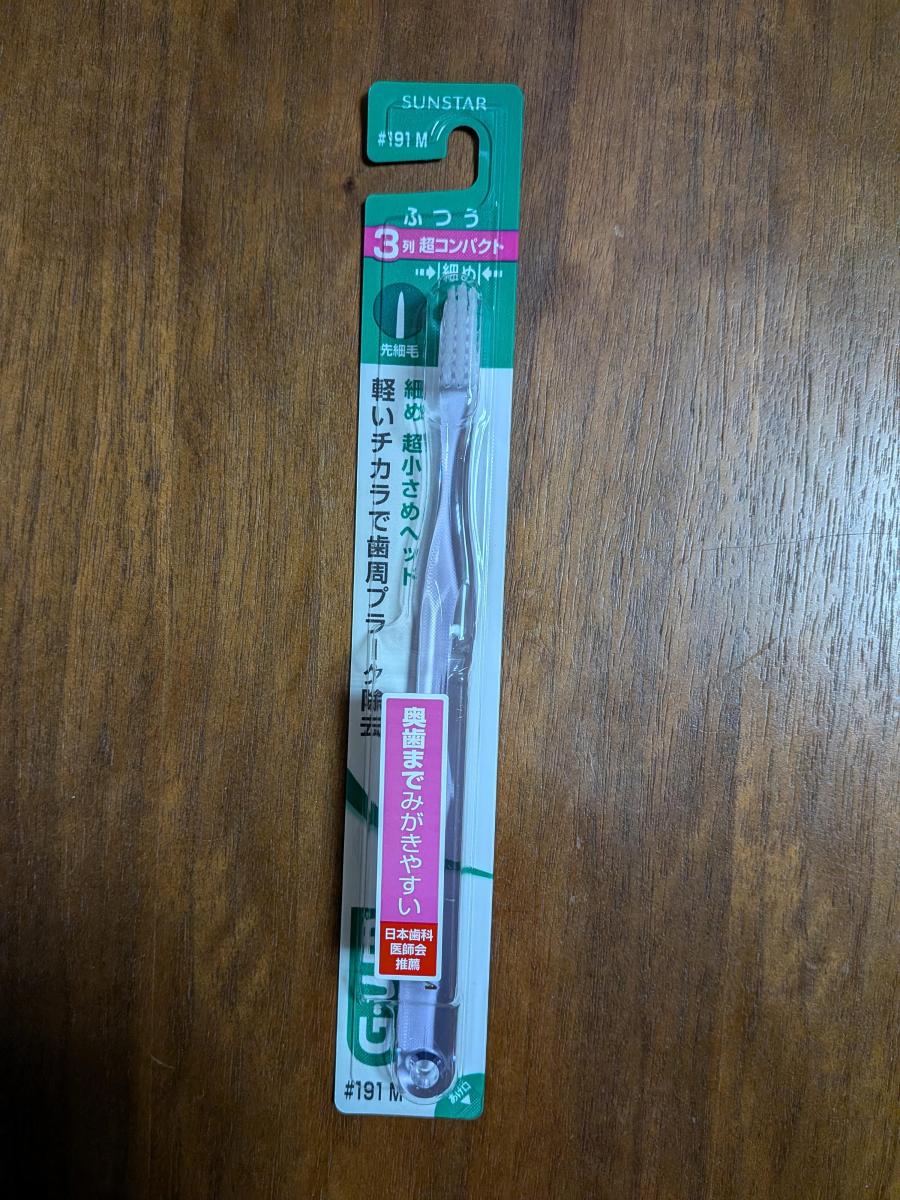 SUNSTAR
#191 M
ふつう
3列 超コンパクト
細め
先細毛
細め 超小さめヘッド
軽いチカラで歯周プラーク除去
奥歯までみがきやすい
日本歯科
医師会
推薦
#191 M
あけ口